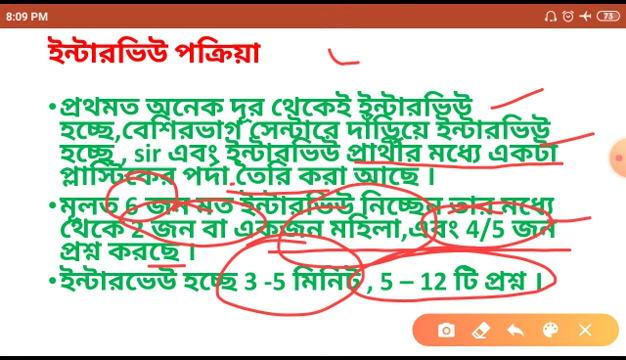 8:09 PM
73
ইন্টারভিউ পক্রিয়া
•প্রথমত অনেক দূর থেকেই ইন্টারভিউ
হচ্ছে,বেশিরভাগ সেন্টারে দাঁড়িয়ে ইন্টারভিউ
হচ্ছে , sir এবং ইন্টারভিউ প্রার্থীর মধ্যে একটা
প্লাস্টিকের পর্দা তৈরি করা আছে ।
•মূলত 6 জন মত ইন্টারভিউ নিচ্ছেন তার মধ্যে
থেকে 2 জন বা একজন মহিলা,এবং 4/5 জন
প্রশ্ন করছে ।
•ইন্টারভেউ হচ্ছে 3 -5 মিনিট , 5 – 12 টি প্রশ্ন ।